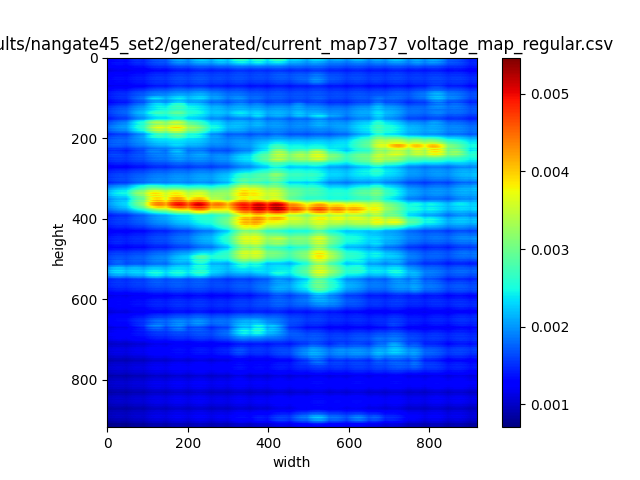 ults/nangate45_set2/generated/current_map737_voltage_map_regular.csv
0
200
400
600
800
height
0 200 400 600 800
width
0.005
0.004
0.003
0.002
0.001